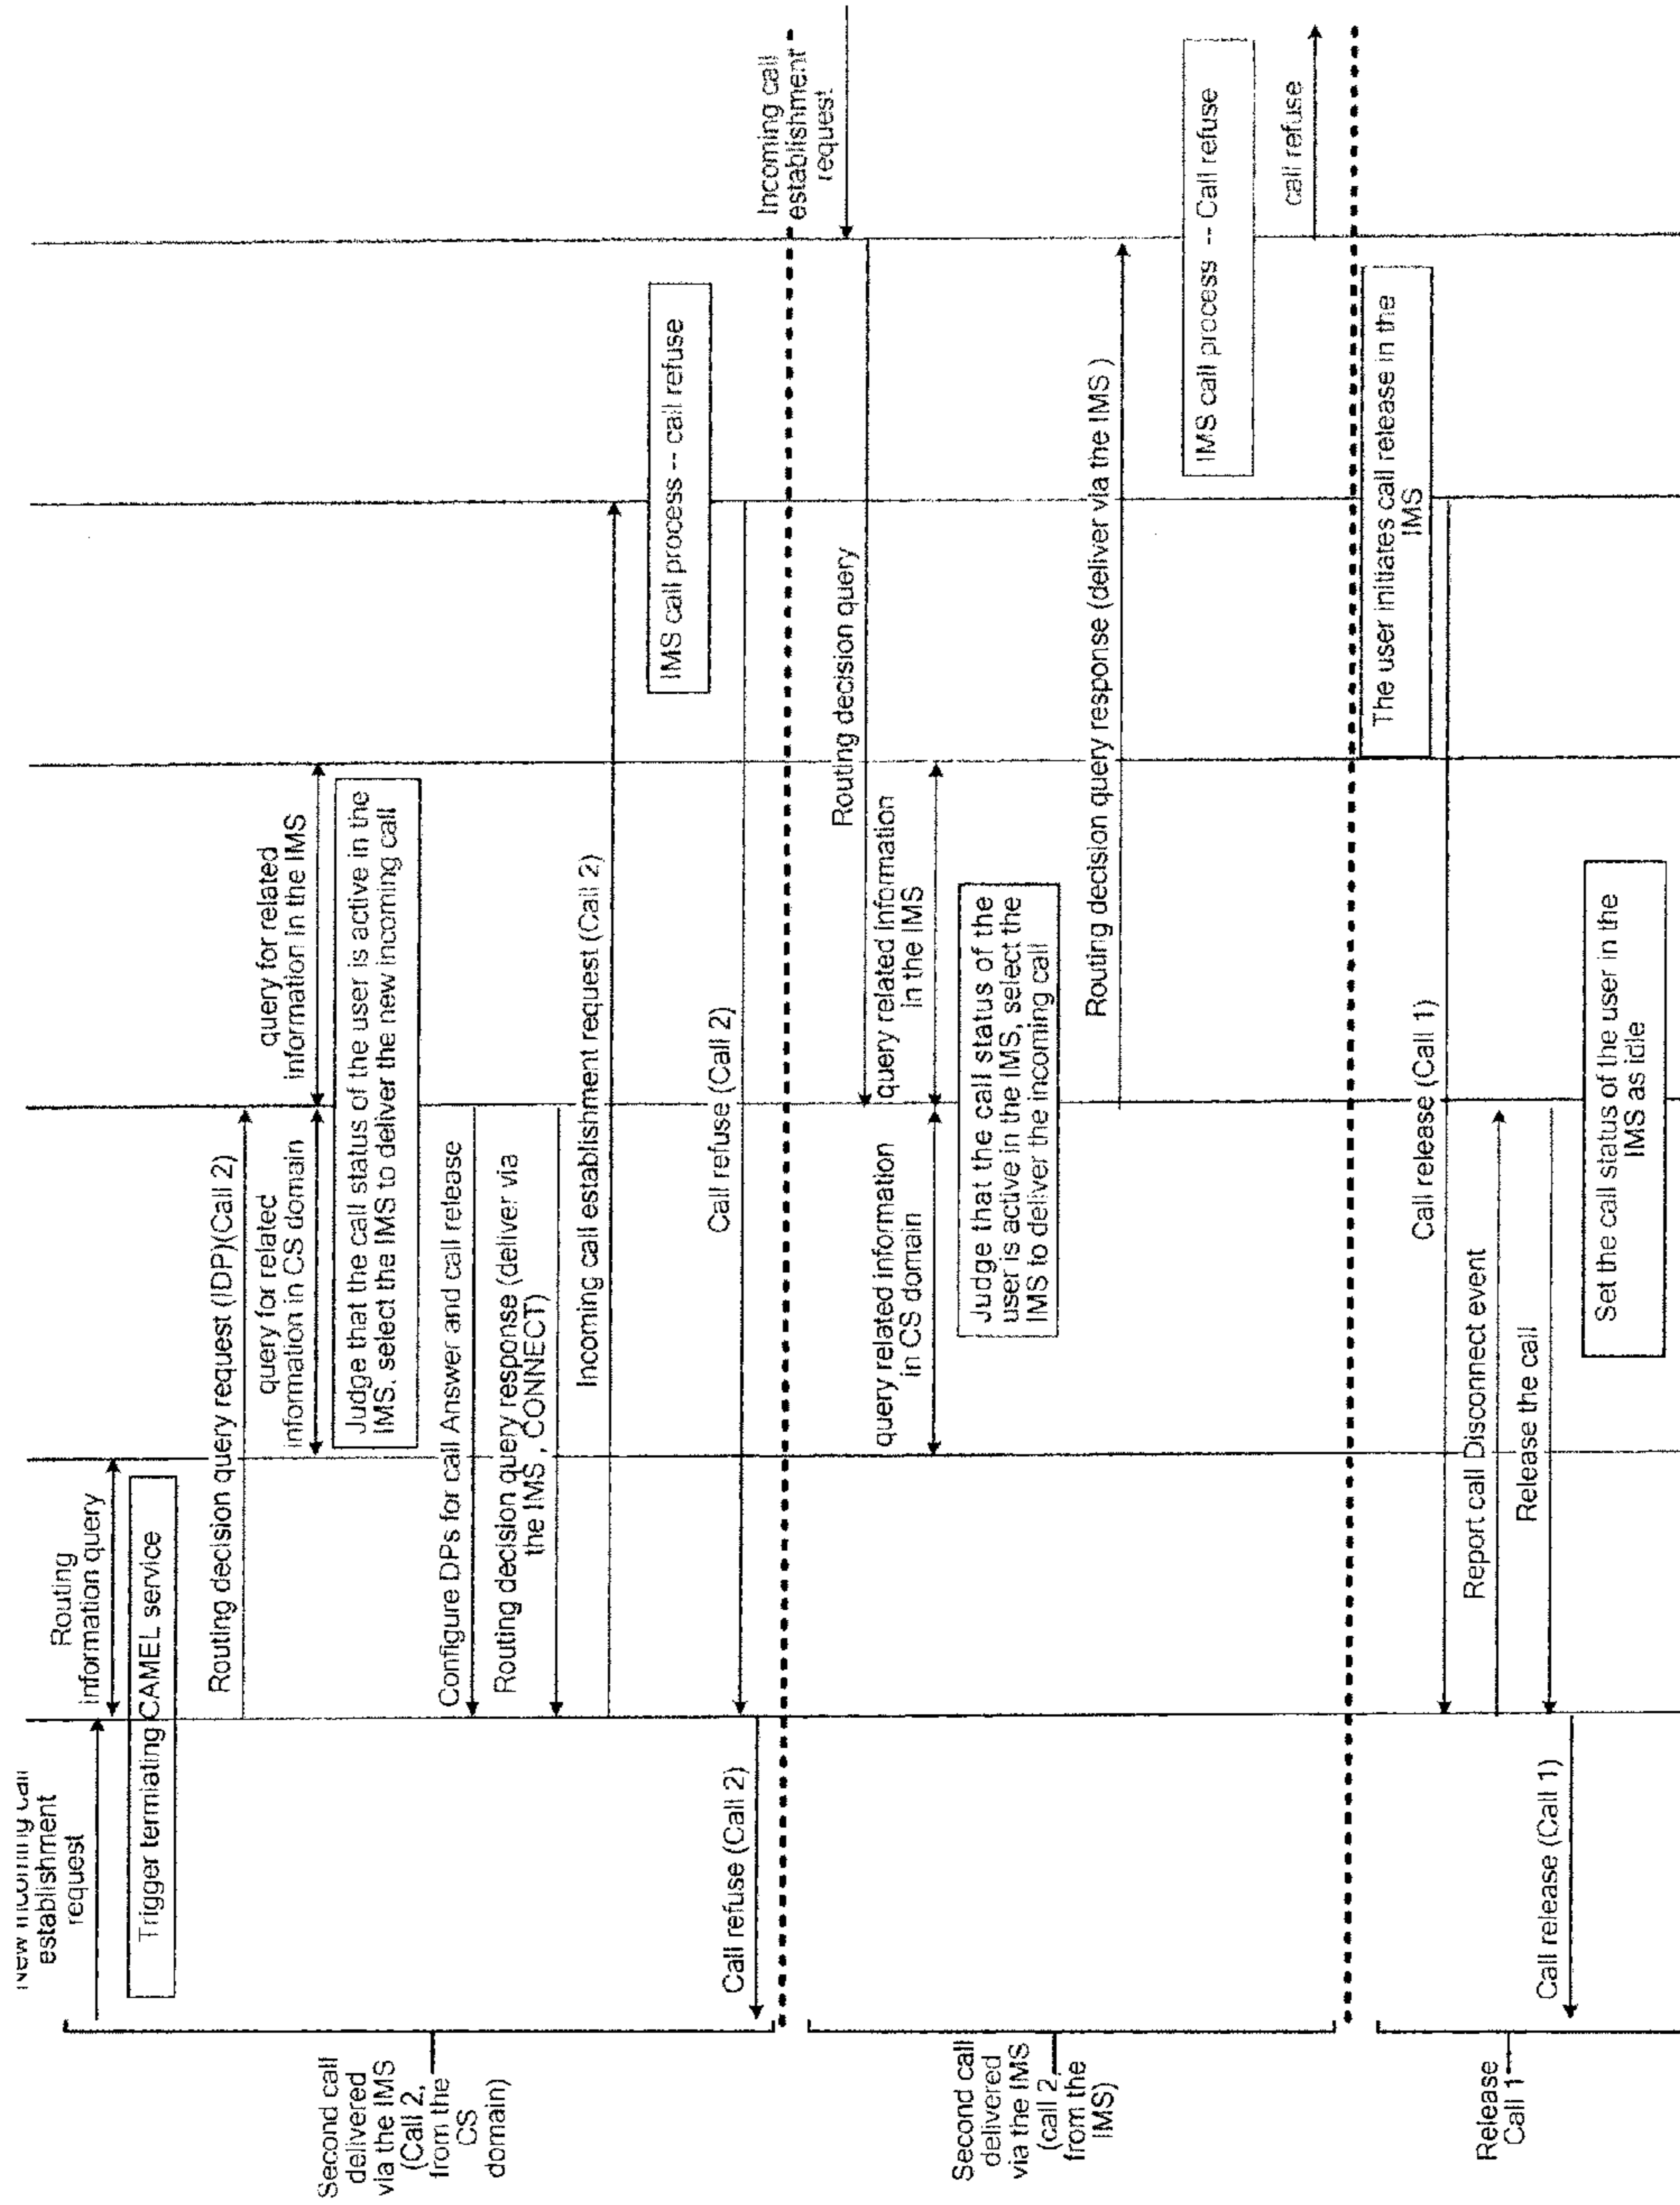 New incoming call
establishment
request
Routing
information query
Trigger termiating CAMEL service
Routing decision query request (IDP)(Call 2)
query for related
information in CS domain
query for related
information in the IMS
Judge that the call status of the user is active in the
IMS, select the IMS to deliver the new incoming call
Configure DPs for call Answer and call release
Routing decision query response (deliver via
the IMS, CONNECT)
Incoming call establishment request (Call 2)
IMS call process -- call refuse
Call refuse (Call 2)
Call refuse (Call 2)
Second call
delivered
via the IMS
(Call 2,
from the
CS
domain)
Incoming call
establishment
request
Routing decision query
query related information
in CS domain
query related information
in the IMS
Judge that the call status of the
user is active in the IMS, select the
IMS to deliver the incoming call
Routing decision query response (deliver via the IMS )
IMS call process -- Call refuse
call refuse
Second call
delivered
via the IMS
(call 2,
from the
IMS)
The user initiates call release in the
IMS
Call release (Call 1)
Report call Disconnect event
Release the call
Call release (Call 1)
Set the call status of the user in the
IMS as idle
Release
Call 1